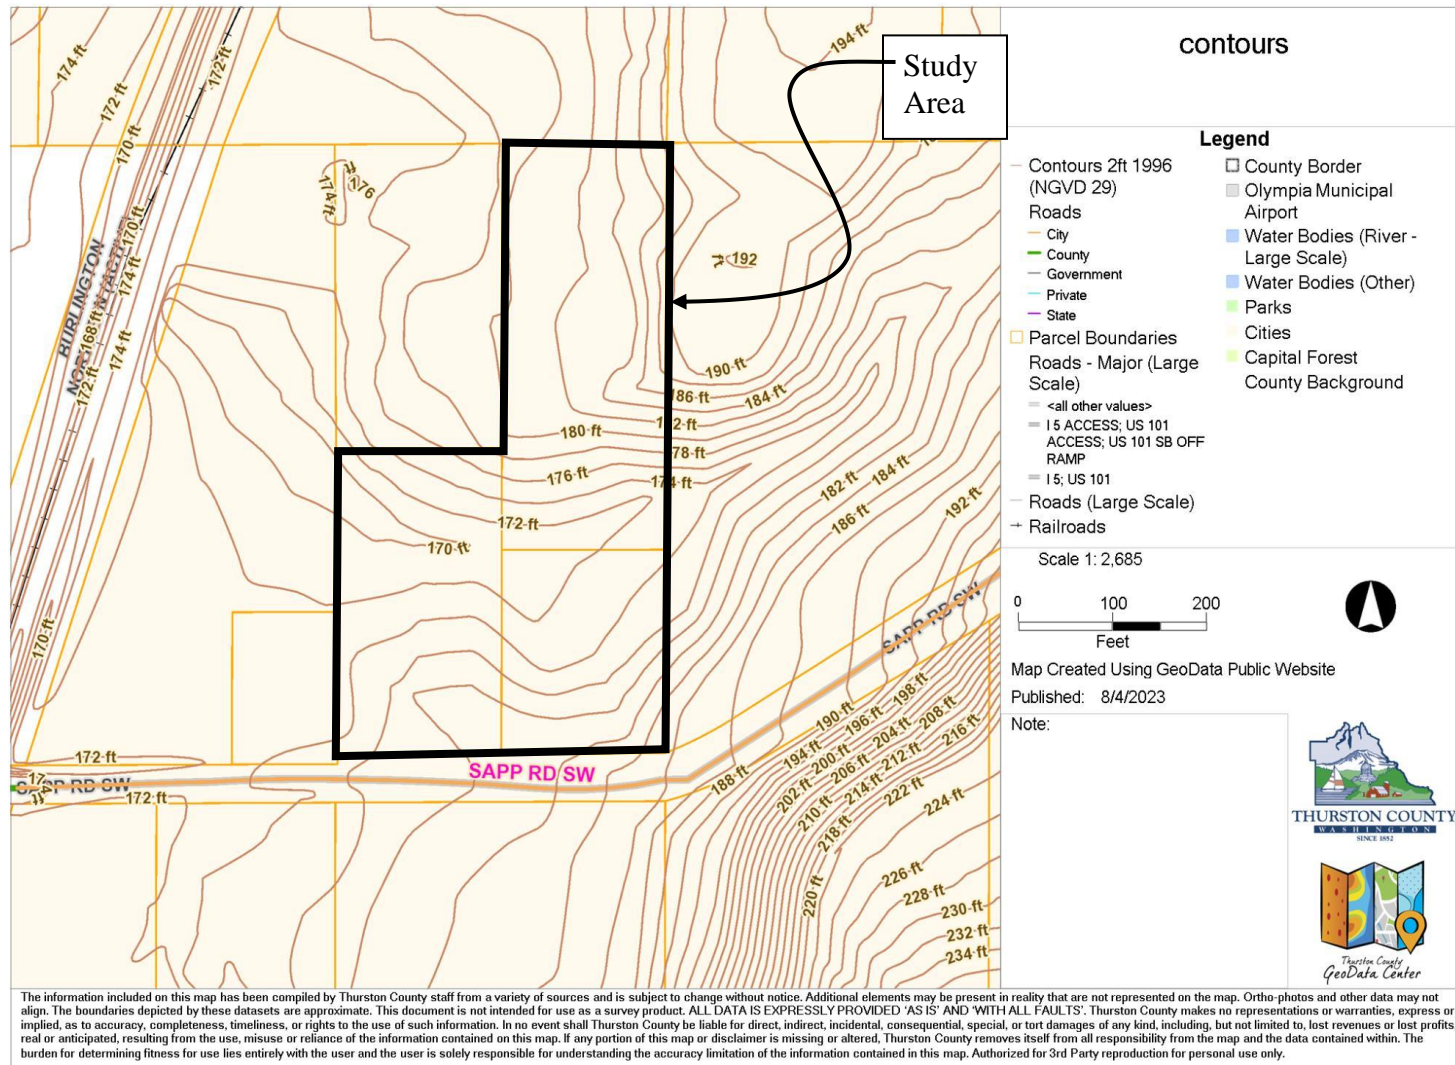 contours
Study
Area
Legend
Contours 2ft 1996
(NGVD 29)
Roads
City
County
Government
Private
State
Parcel Boundaries
Roads - Major (Large
Scale)
<all other values>
I 5 ACCESS; US 101
ACCESS; US 101 SB OFF
RAMP
I 5; US 101
Roads (Large Scale)
Railroads
County Border
Olympia Municipal
Airport
Water Bodies (River -
Large Scale)
Water Bodies (Other)
Parks
Cities
Capital Forest
County Background
Scale 1: 2,685
0 100 200
Feet
Map Created Using GeoData Public Website
Published: 8/4/2023
Note:
THURSTON COUNTY
WASHINGTON
SINCE 1852
Thurston County
GeoData Center
174 ft
172 ft
172 ft
170 ft
194 ft
174 ft
176
ft
170 ft
BURLINGTON
174 ft
168 ft
174 ft
172 ft
ft 192
190 ft
186 ft
184 ft
180 ft
78 ft
176 ft
174 ft
182 ft
184 ft
186 ft
192 ft
172 ft
170 ft
170 ft
SAPP RD SW
172 ft
SAPP RD SW
172 ft
SAPP RD SW
188 ft
190 ft
194 ft
196 ft
198 ft
200 ft
202 ft
204 ft
206 ft
208 ft
210 ft
212 ft
214 ft
216 ft
218 ft
220 ft
222 ft
224 ft
226 ft
228 ft
230 ft
232 ft
234 ft
The information included on this map has been compiled by Thurston County staff from a variety of sources and is subject to change without notice. Additional elements may be present in reality that are not represented on the map. Ortho-photos and other data may not
align. The boundaries depicted by these datasets are approximate. This document is not intended for use as a survey product. ALL DATA IS EXPRESSLY PROVIDED 'AS IS' AND 'WITH ALL FAULTS'. Thurston County makes no representations or warranties, express or
implied, as to accuracy, completeness, timeliness, or rights to the use of such information. In no event shall Thurston County be liable for direct, indirect, incidental, consequential, special, or tort damages of any kind, including, but not limited to, lost revenues or lost profits,
real or anticipated, resulting from the use, misuse or reliance of the information contained on this map. If any portion of this map or disclaimer is missing or altered, Thurston County removes itself from all responsibility from the map and the data contained within. The
burden for determining fitness for use lies entirely with the user and the user is solely responsible for understanding the accuracy limitation of the information contained in this map. Authorized for 3rd Party reproduction for personal use only.